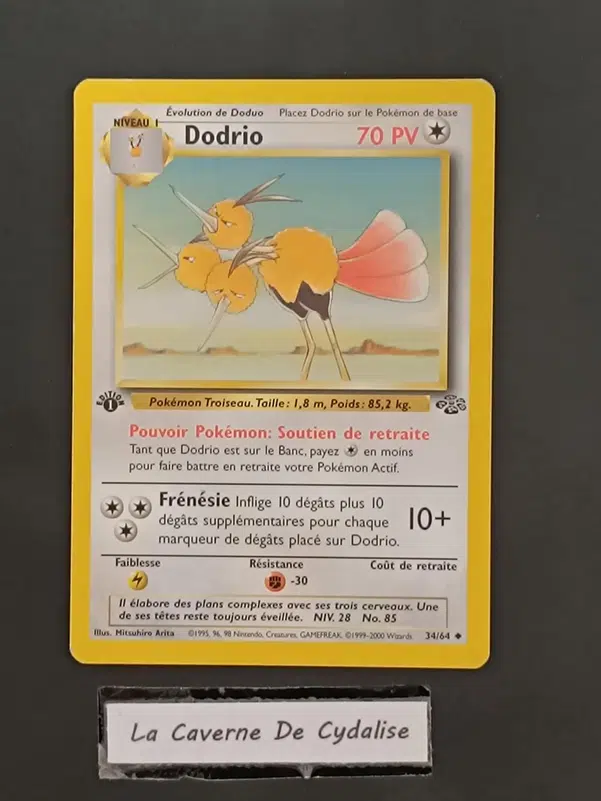 Évolution de Doduo Placez Dodrio sur le Pokémon de base
NIVEAU 1
Dodrio 70 PV
ÉDITION 1
Pokémon Troiseau. Taille: 1,8 m, Poids: 85,2 kg.
Pouvoir Pokémon: Soutien de retraite
Tant que Dodrio est sur le Banc, payez en moins
pour faire battre en retraite votre Pokémon Actif.
Frénésie Inflige 10 dégâts plus 10
dégâts supplémentaires pour chaque
marqueur de dégâts placé sur Dodrio.
10+
Faiblesse Résistance Coût de retraite
-30
Il élabore des plans complexes avec ses trois cerveaux. Une
de ses têtes reste toujours éveillée. NIV. 28 No. 85
Illus. Mitsuhiro Arita ©1995, 96, 98 Nintendo, Creatures, GAMEFREAK. ©1999-2000 Wizards. 34/64
La Caverne De Cydalise